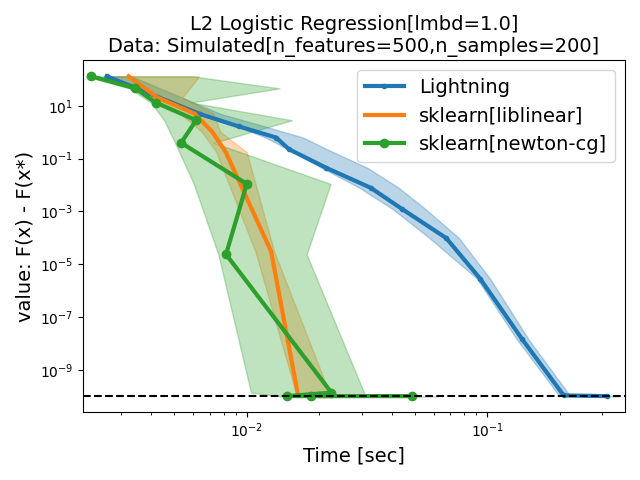 L2 Logistic Regression[lmbd=1.0]
Data: Simulated[n_features=500,n_samples=200]
value: F(x) - F(x*)
10^1
10^-1
10^-3
10^-5
10^-7
10^-9
Lightning
sklearn[liblinear]
sklearn[newton-cg]
10^-2
10^-1
Time [sec]